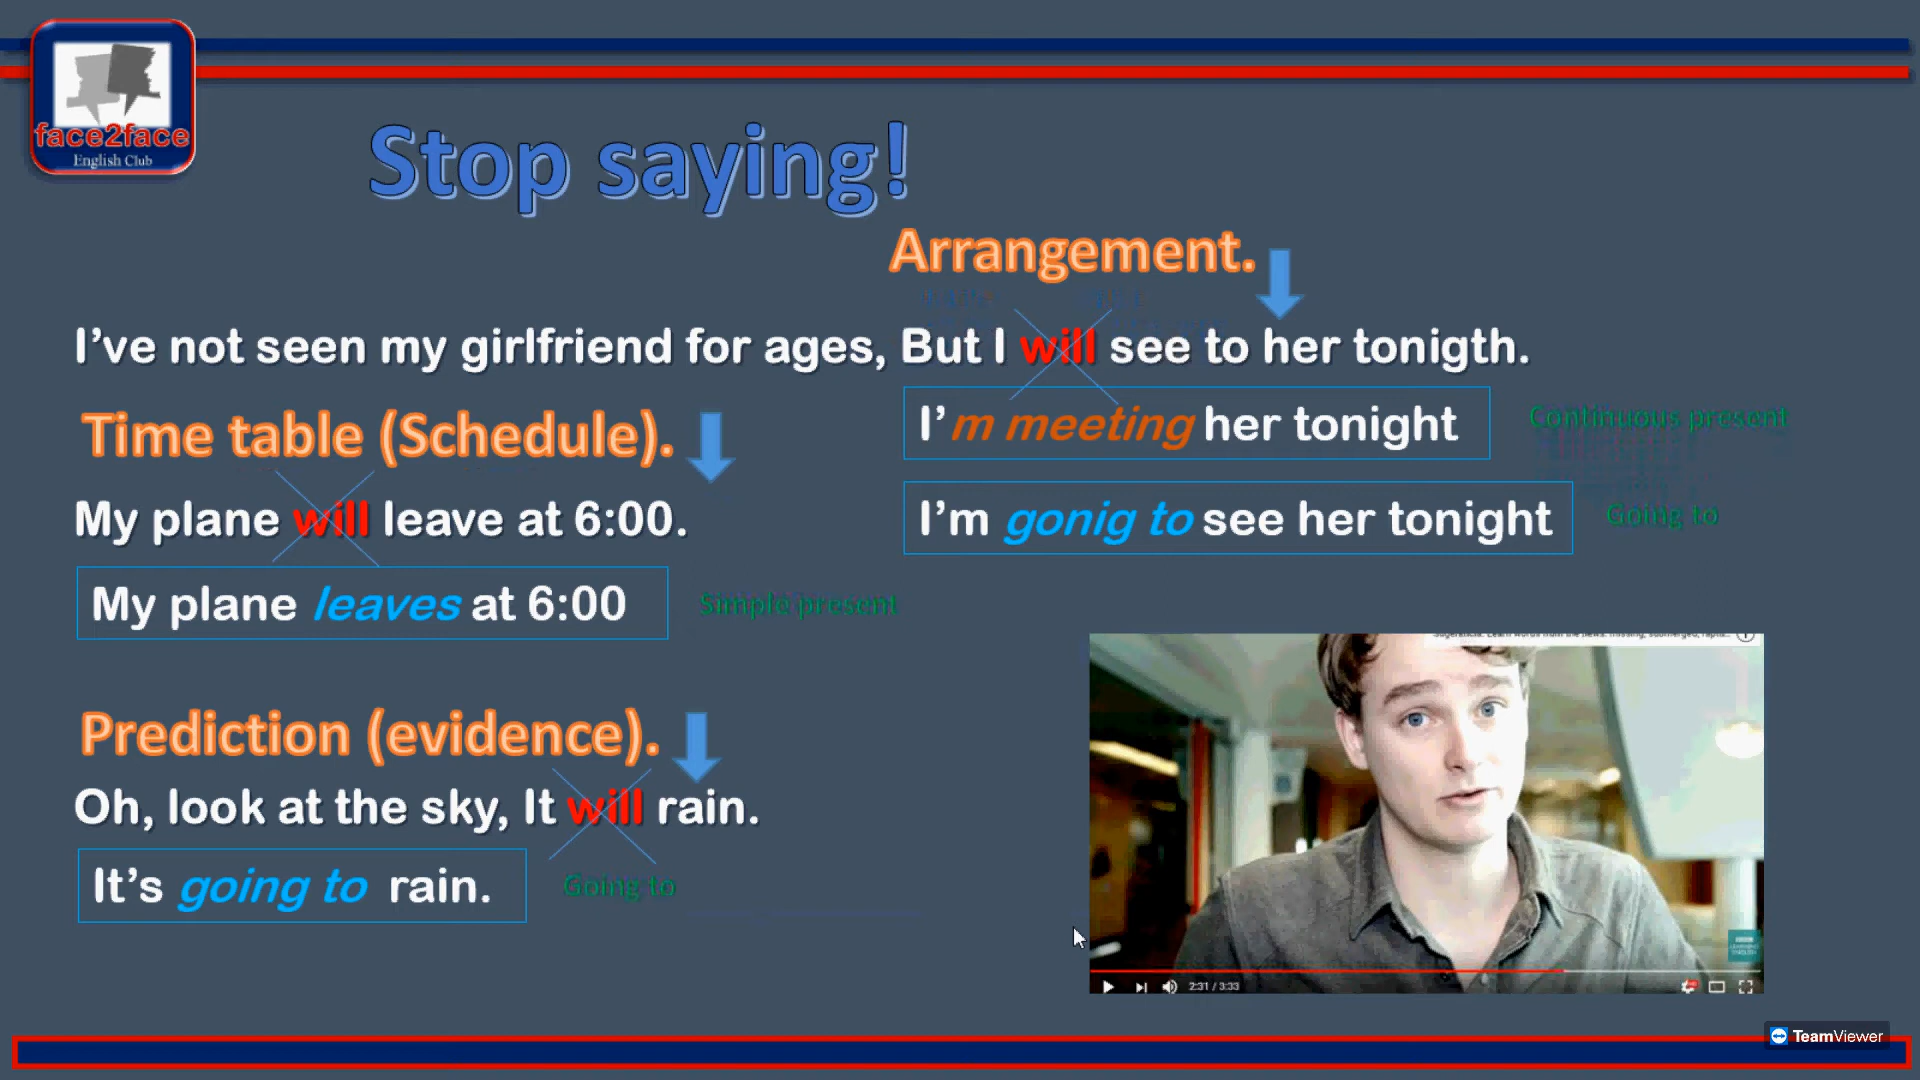 face2face
English Club
Stop saying!
Arrangement.
I've not seen my girlfriend for ages, But I will see to her tonigth.
I'm meeting her tonight
Continuous present
I'm gonig to see her tonight
Going to
Time table (Schedule).
My plane will leave at 6:00.
My plane leaves at 6:00
Simple present
Prediction (evidence).
Oh, look at the sky, It will rain.
It's going to rain.
Going to
2:31 / 3:33
TeamViewer